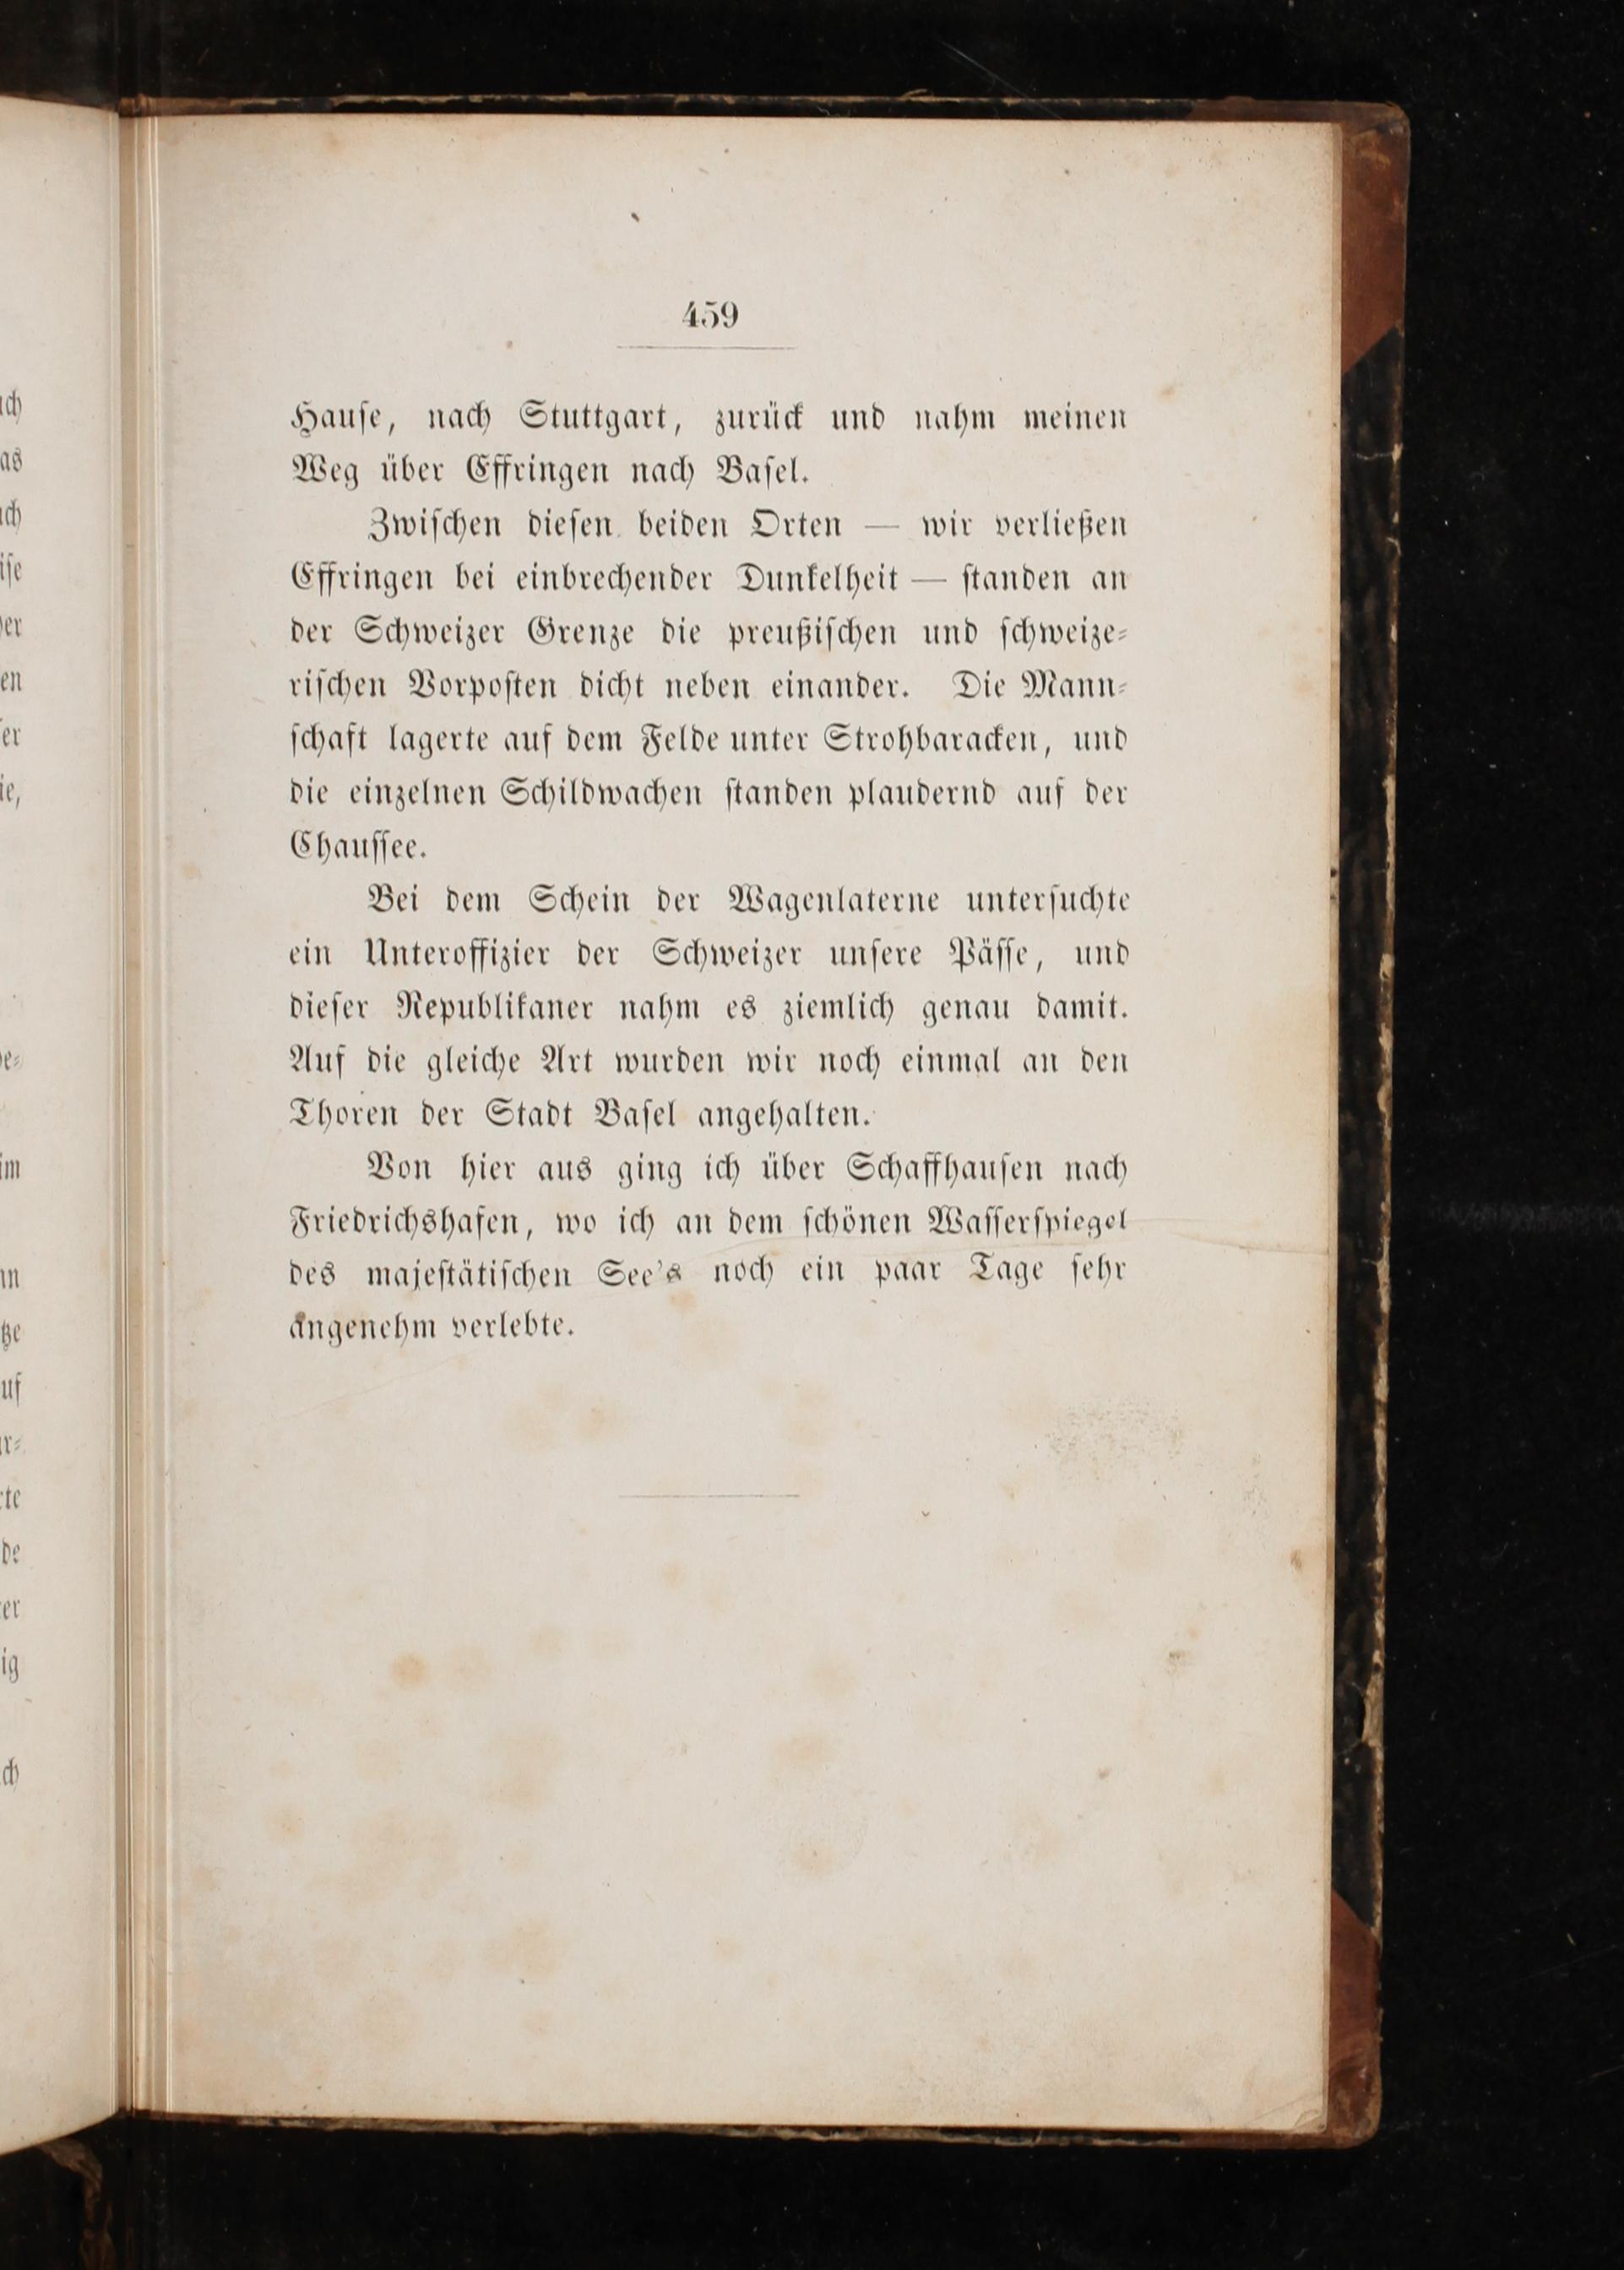 459
Hauſe, nach Stuttgart, zurück und nahm meinen
Weg über Effringen nach Baſel.
Zwiſchen dieſen beiden Orten — wir verließen
Effringen bei einbrechender Dunkelheit — ſtanden an
der Schweizer Grenze die preußiſchen und ſchweize⸗
riſchen Vorpoſten dicht neben einander. Die Mann⸗
ſchaft lagerte auf dem Felde unter Strohbaracken, und
die einzelnen Schildwachen ſtanden plaudernd auf der
Chauſſee.
Bei dem Schein der Wagenlaterne unterſuchte
ein Unteroffizier der Schweizer unſere Päſſe, und
dieſer Republikaner nahm es ziemlich genau damit.
Auf die gleiche Art wurden wir noch einmal an den
Thoren der Stadt Baſel angehalten.
Von hier aus ging ich über Schaffhauſen nach
Friedrichshafen, wo ich an dem ſchönen Waſſerſpiegel
des majeſtätiſchen See's noch ein paar Tage ſehr
angenehm verlebte.